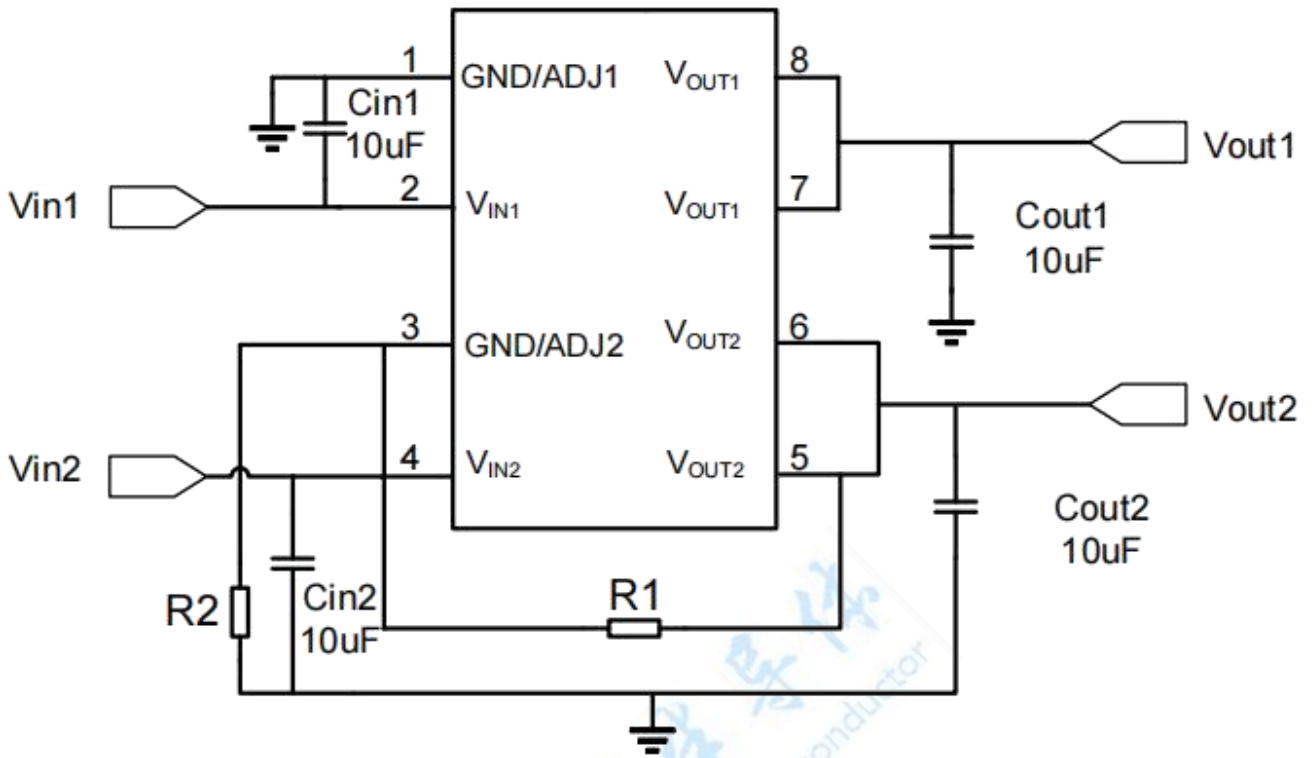 1
GND/ADJ1
VOUT1
8
Cin1
10uF
Vout1
Vin1
2
VIN1
VOUT1
7
Cout1
10uF
3
GND/ADJ2
VOUT2
6
Vout2
Vin2
4
VIN2
VOUT2
5
Cout2
10uF
R2
Cin2
10uF
R1